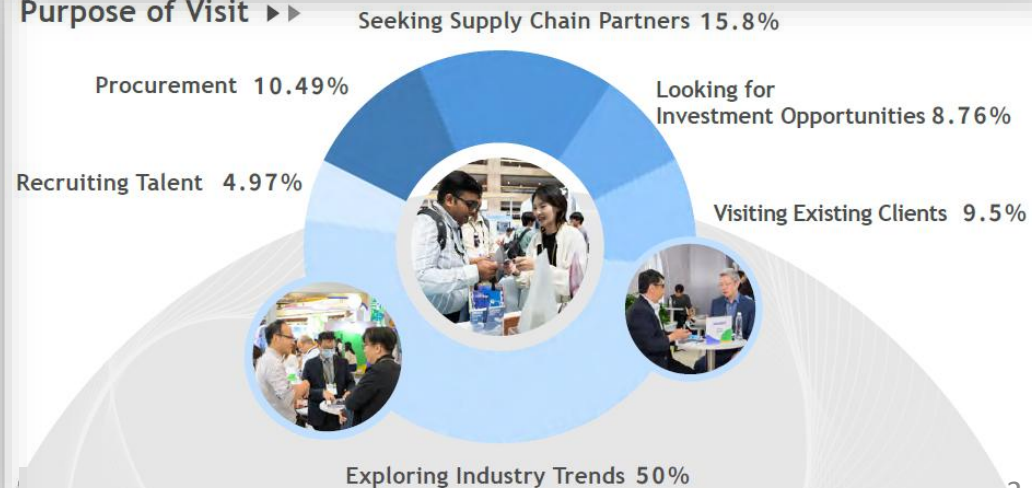 Purpose of Visit
Seeking Supply Chain Partners 15.8%
Procurement 10.49%
Looking for
Investment Opportunities 8.76%
Recruiting Talent 4.97%
Visiting Existing Clients 9.5%
Exploring Industry Trends 50%